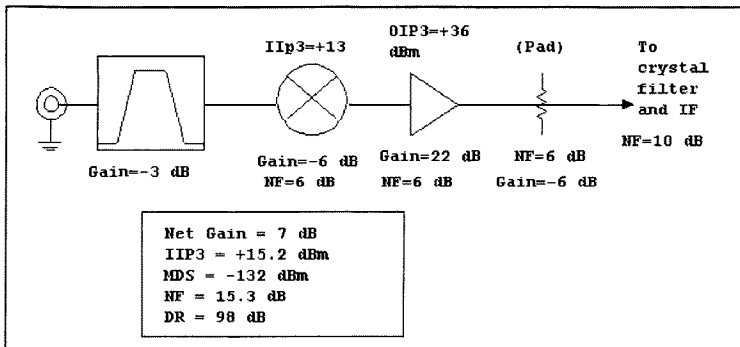 IIp3=+13
OIP3=+36
dBm
(Pad)
To
crystal
filter
and IF
NF=10 dB
Gain=-3 dB
Gain=-6 dB
NF=6 dB
Gain=22 dB
NF=6 dB
NF=6 dB
Gain=-6 dB
Net Gain = 7 dB
IIP3 = +15.2 dBm
MDS = -132 dBm
NF = 15.3 dB
DR = 98 dB